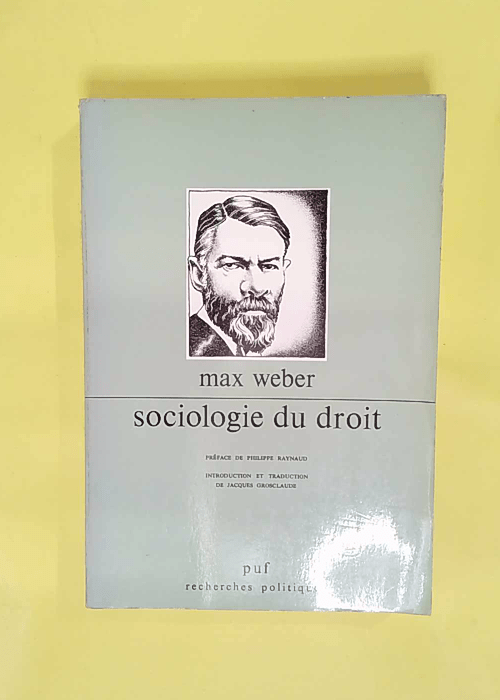 max weber
sociologie du droit
PRÉFACE DE PHILIPPE RAYNAUD
INTRODUCTION ET TRADUCTION
DE JACQUES GROSCLAUDE
puf
recherches politiques